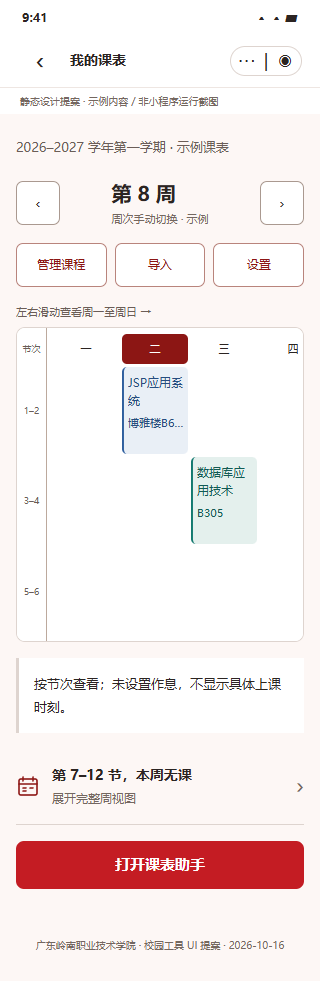 9:41
‹ 我的课表
静态设计提案 · 示例内容 / 非小程序运行截图
2026–2027 学年第一学期 · 示例课表
‹ 第 8 周 ›
周次手动切换 · 示例
管理课程 导入 设置
左右滑动查看周一至周日 →
节次 一 二 三 四
1–2
JSP应用系
统
博雅楼B6...
3–4
数据库应
用技术
B305
5–6
按节次查看；未设置作息，不显示具体上课
时刻。
第 7–12 节，本周无课
展开完整周视图 ›
打开课表助手
广东岭南职业技术学院 · 校园工具 UI 提案 · 2026-10-16